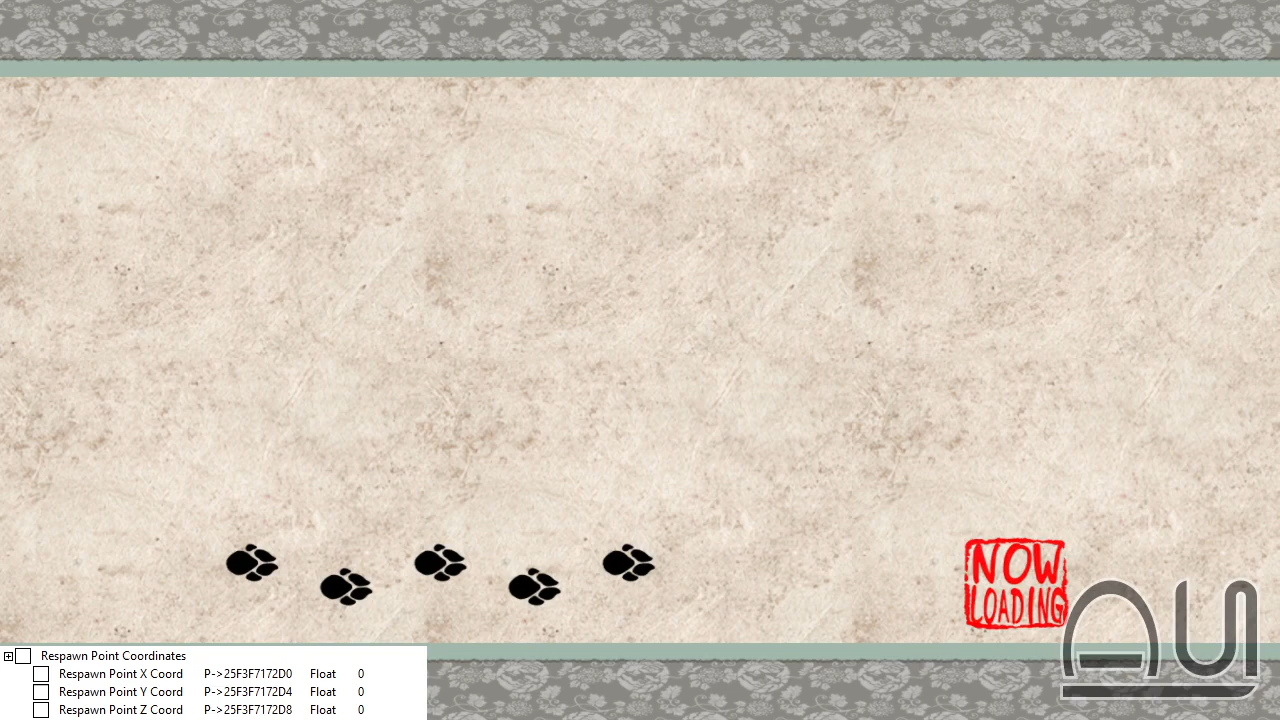 NOW
LOADING
Respawn Point Coordinates
Respawn Point X Coord P->25F3F7172D0 Float 0
Respawn Point Y Coord P->25F3F7172D4 Float 0
Respawn Point Z Coord P->25F3F7172D8 Float 0